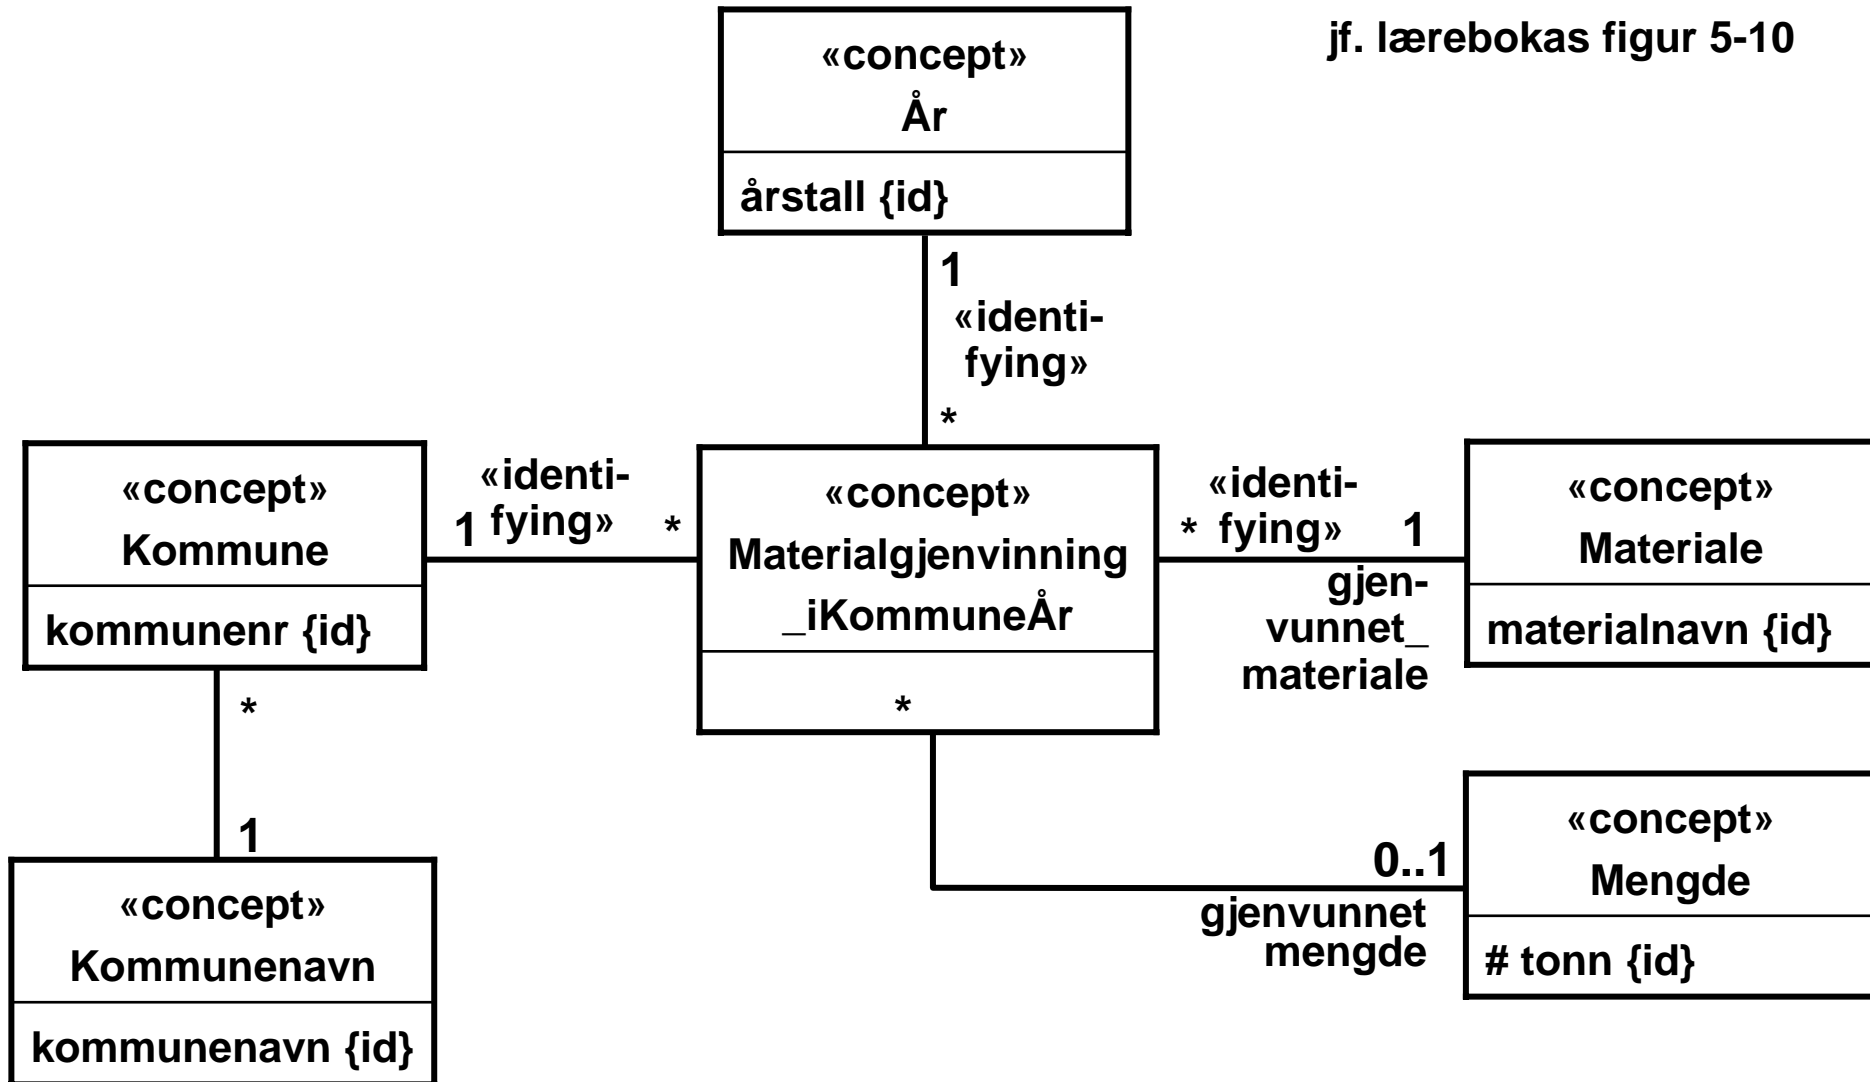 jf. lærebokas figur 5-10
«concept»
År
årstall {id}
1
«identi-
fying»
*
«concept»
Kommune
kommunenr {id}
«identi-
1 fying» *
«concept»
Materialgjenvinning
_iKommuneÅr
*
«identi-
* fying» 1
gjen-
vunnet_
materiale
«concept»
Materiale
materialnavn {id}
*
1
«concept»
Kommunenavn
kommunenavn {id}
0..1
gjenvunnet
mengde
«concept»
Mengde
# tonn {id}